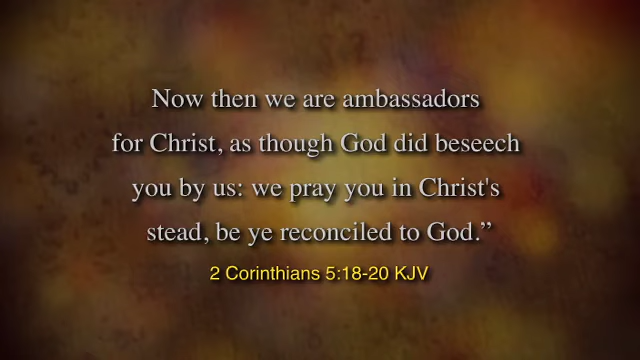 Now then we are ambassadors
for Christ, as though God did beseech
you by us: we pray you in Christ's
stead, be ye reconciled to God.”
2 Corinthians 5:18-20 KJV